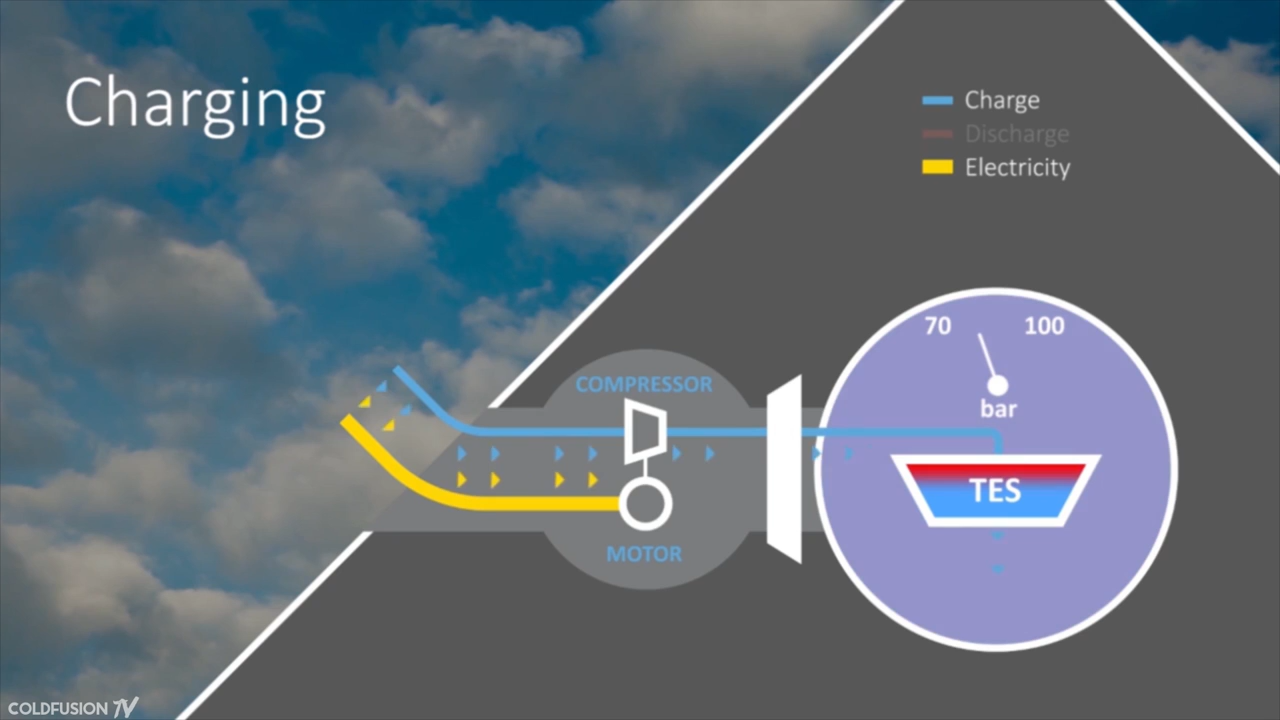 Charging
Charge
Discharge
Electricity
70
100
bar
COMPRESSOR
TES
MOTOR
COLDFUSION TV